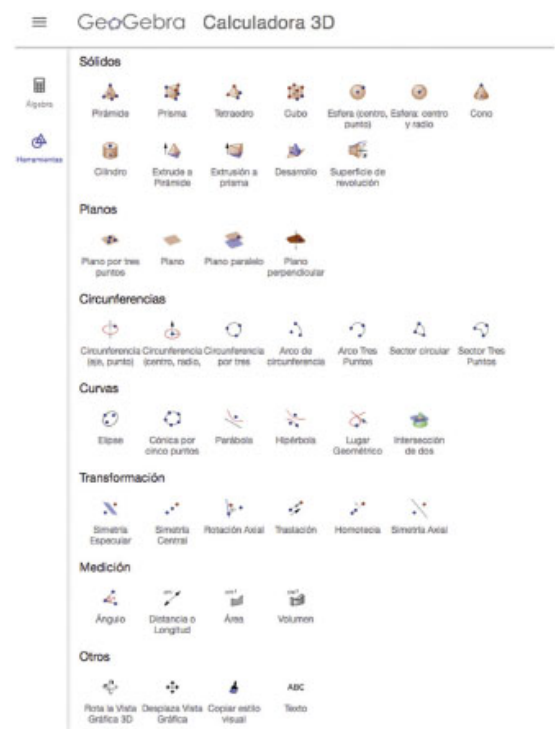 GeoGebra Calculadora 3D
Álgebra
Herramientas
Sólidos
Pirámide Prisma Tetraedro Cubo Esfera (centro, punto) Esfera: centro y radio Cono
Cilindro Extrude a Pirámide Extrusión a prisma Desarrollo Superficie de revolución
Planos
Plano por tres puntos Plano Plano paralelo Plano perpendicular
Circunferencias
Circunferencia (eje, punto) Circunferencia (centro, radio, Circunferencia por tres Arco de circunferencia Arco Tres Puntos Sector circular Sector Tres Puntos
Curvas
Elipse Cónica por cinco puntos Parábola Hipérbola Lugar Geométrico Intersección de dos
Transformación
Simetría Especular Simetría Central Rotación Axial Traslación Homotecia Simetría Axial
Medición
cm
Ángulo Distancia o Longitud Área Volumen
Otros
ABC
Rota la Vista Gráfica 3D Desplaza Vista Gráfica Copiar estilo visual Texto